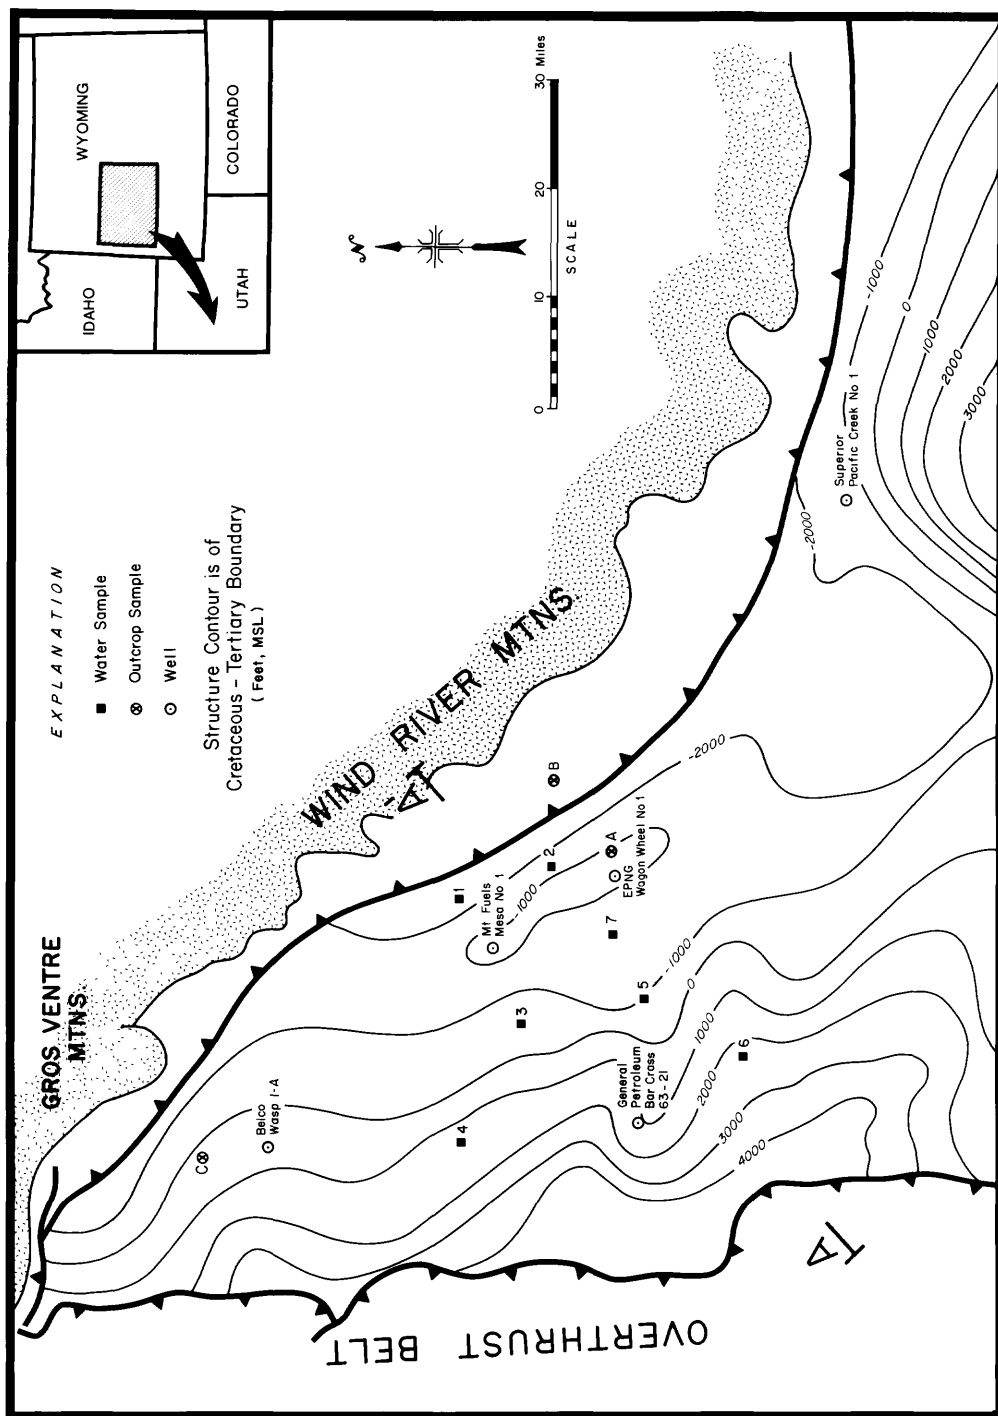 EXPLANATION
Water Sample
Outcrop Sample
Well
Structure Contour is of
Cretaceous - Tertiary Boundary
(Feet, MSL)
WYOMING
IDAHO
UTAH
COLORADO
N
0 10 20 30 Miles
SCALE
GROS VENTRE
MTNS.
WIND RIVER MTNS.
A'
A
OVERTHRUST BELT
C
Belco
Wasp 1-A
4
3
1
Mt Fuels
Mesa No 1
2
B
A
EPNG
Wagon Wheel No 1
7
5
6
General
Petroleum
Bar Cross
63-21
Superior
Pacific Creek No 1
-1000
-2000
-2000
-1000
0
1000
2000
3000
4000
-1000
0
1000
2000
3000